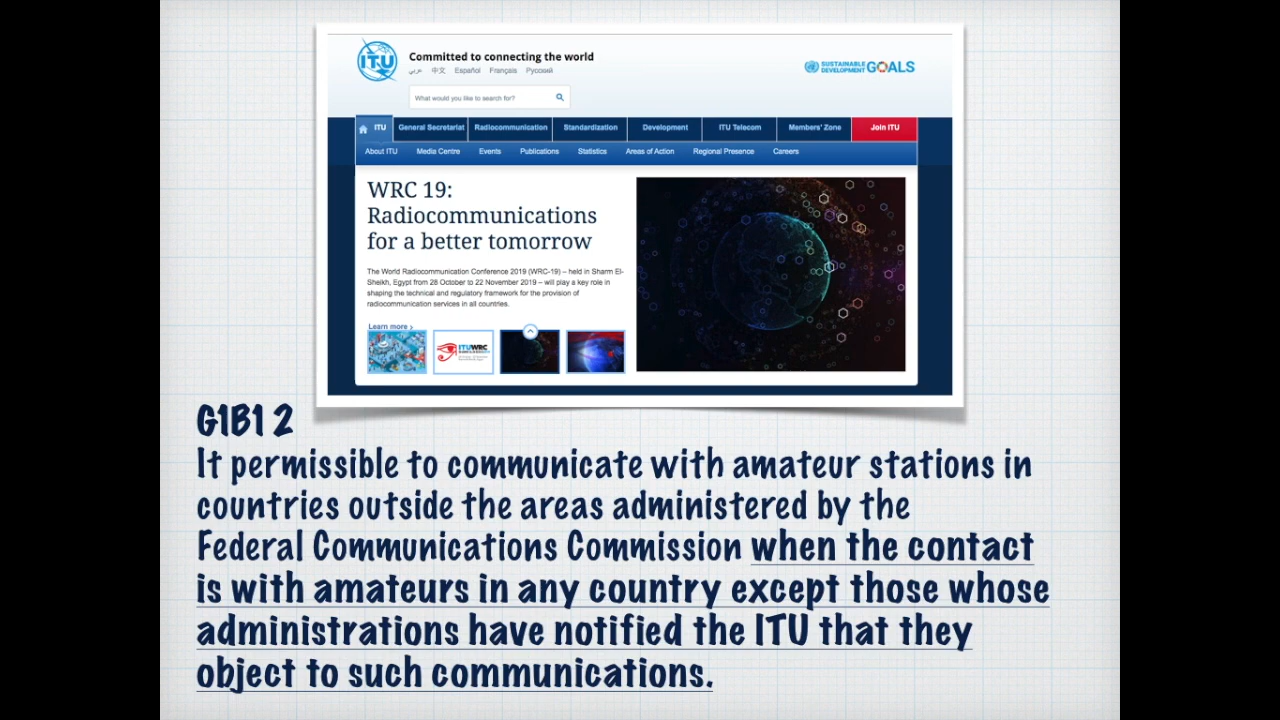 ITU
Committed to connecting the world
عربي 中文 Español Français Русский
SUSTAINABLE
DEVELOPMENT GOALS
What would you like to search for?
ITU General Secretariat Radiocommunication Standardization Development ITU Telecom Members' Zone Join ITU
About ITU Media Centre Events Publications Statistics Areas of Action Regional Presence Careers
WRC 19:
Radiocommunications
for a better tomorrow
The World Radiocommunication Conference 2019 (WRC-19) – held in Sharm El-
Sheikh, Egypt from 28 October to 22 November 2019 – will play a key role in
shaping the technical and regulatory framework for the provision of
radiocommunication services in all countries.
Learn more ›
ITUWRC
G1B1 2
It permissible to communicate with amateur stations in
countries outside the areas administered by the
Federal Communications Commission when the contact
is with amateurs in any country except those whose
administrations have notified the ITU that they
object to such communications.